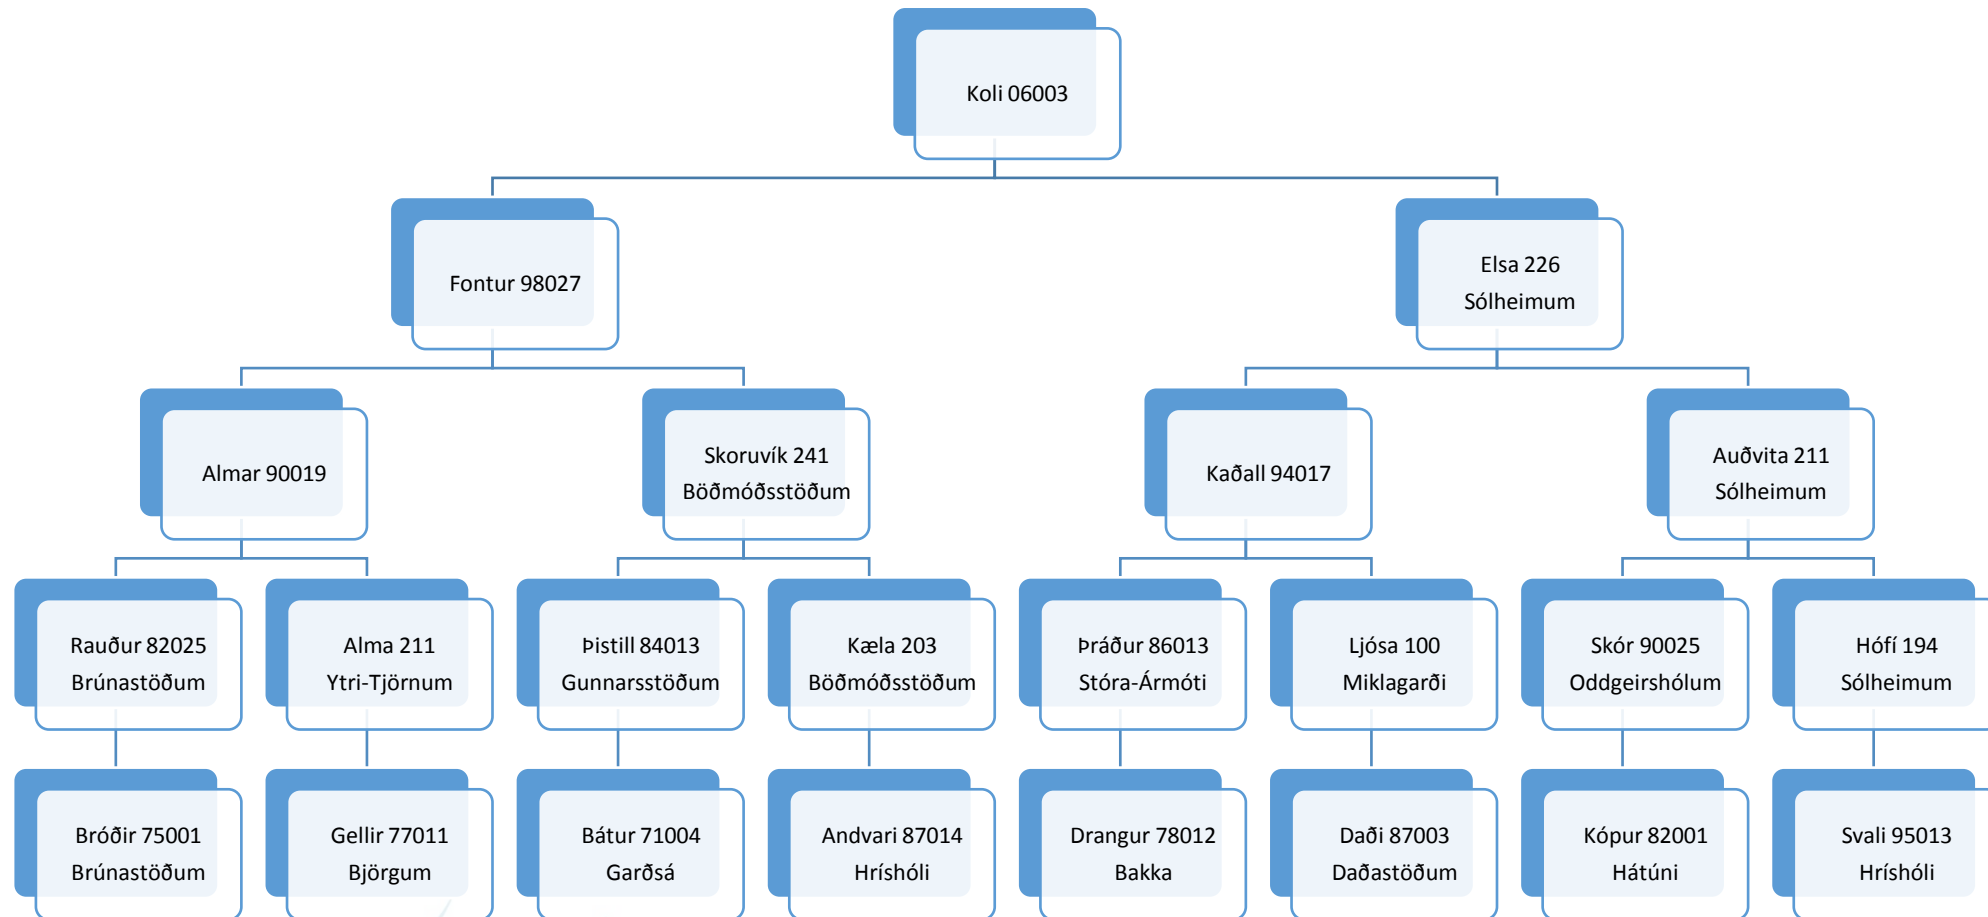 Koli 06003
Fontur 98027
Elsa 226
Sólheimum
Almar 90019
Skoruvík 241
Böðmóðsstöðum
Kaðall 94017
Auðvita 211
Sólheimum
Rauður 82025
Brúnastöðum
Alma 211
Ytri-Tjörnum
Þistill 84013
Gunnarsstöðum
Kæla 203
Böðmóðsstöðum
Þráður 86013
Stóra-Ármóti
Ljósa 100
Miklagarði
Skór 90025
Oddgeirshólum
Hófí 194
Sólheimum
Bróðir 75001
Brúnastöðum
Gellir 77011
Björgum
Bátur 71004
Garðsá
Andvari 87014
Hríshóli
Drangur 78012
Bakka
Daði 87003
Daðastöðum
Kópur 82001
Hátúni
Svali 95013
Hríshóli